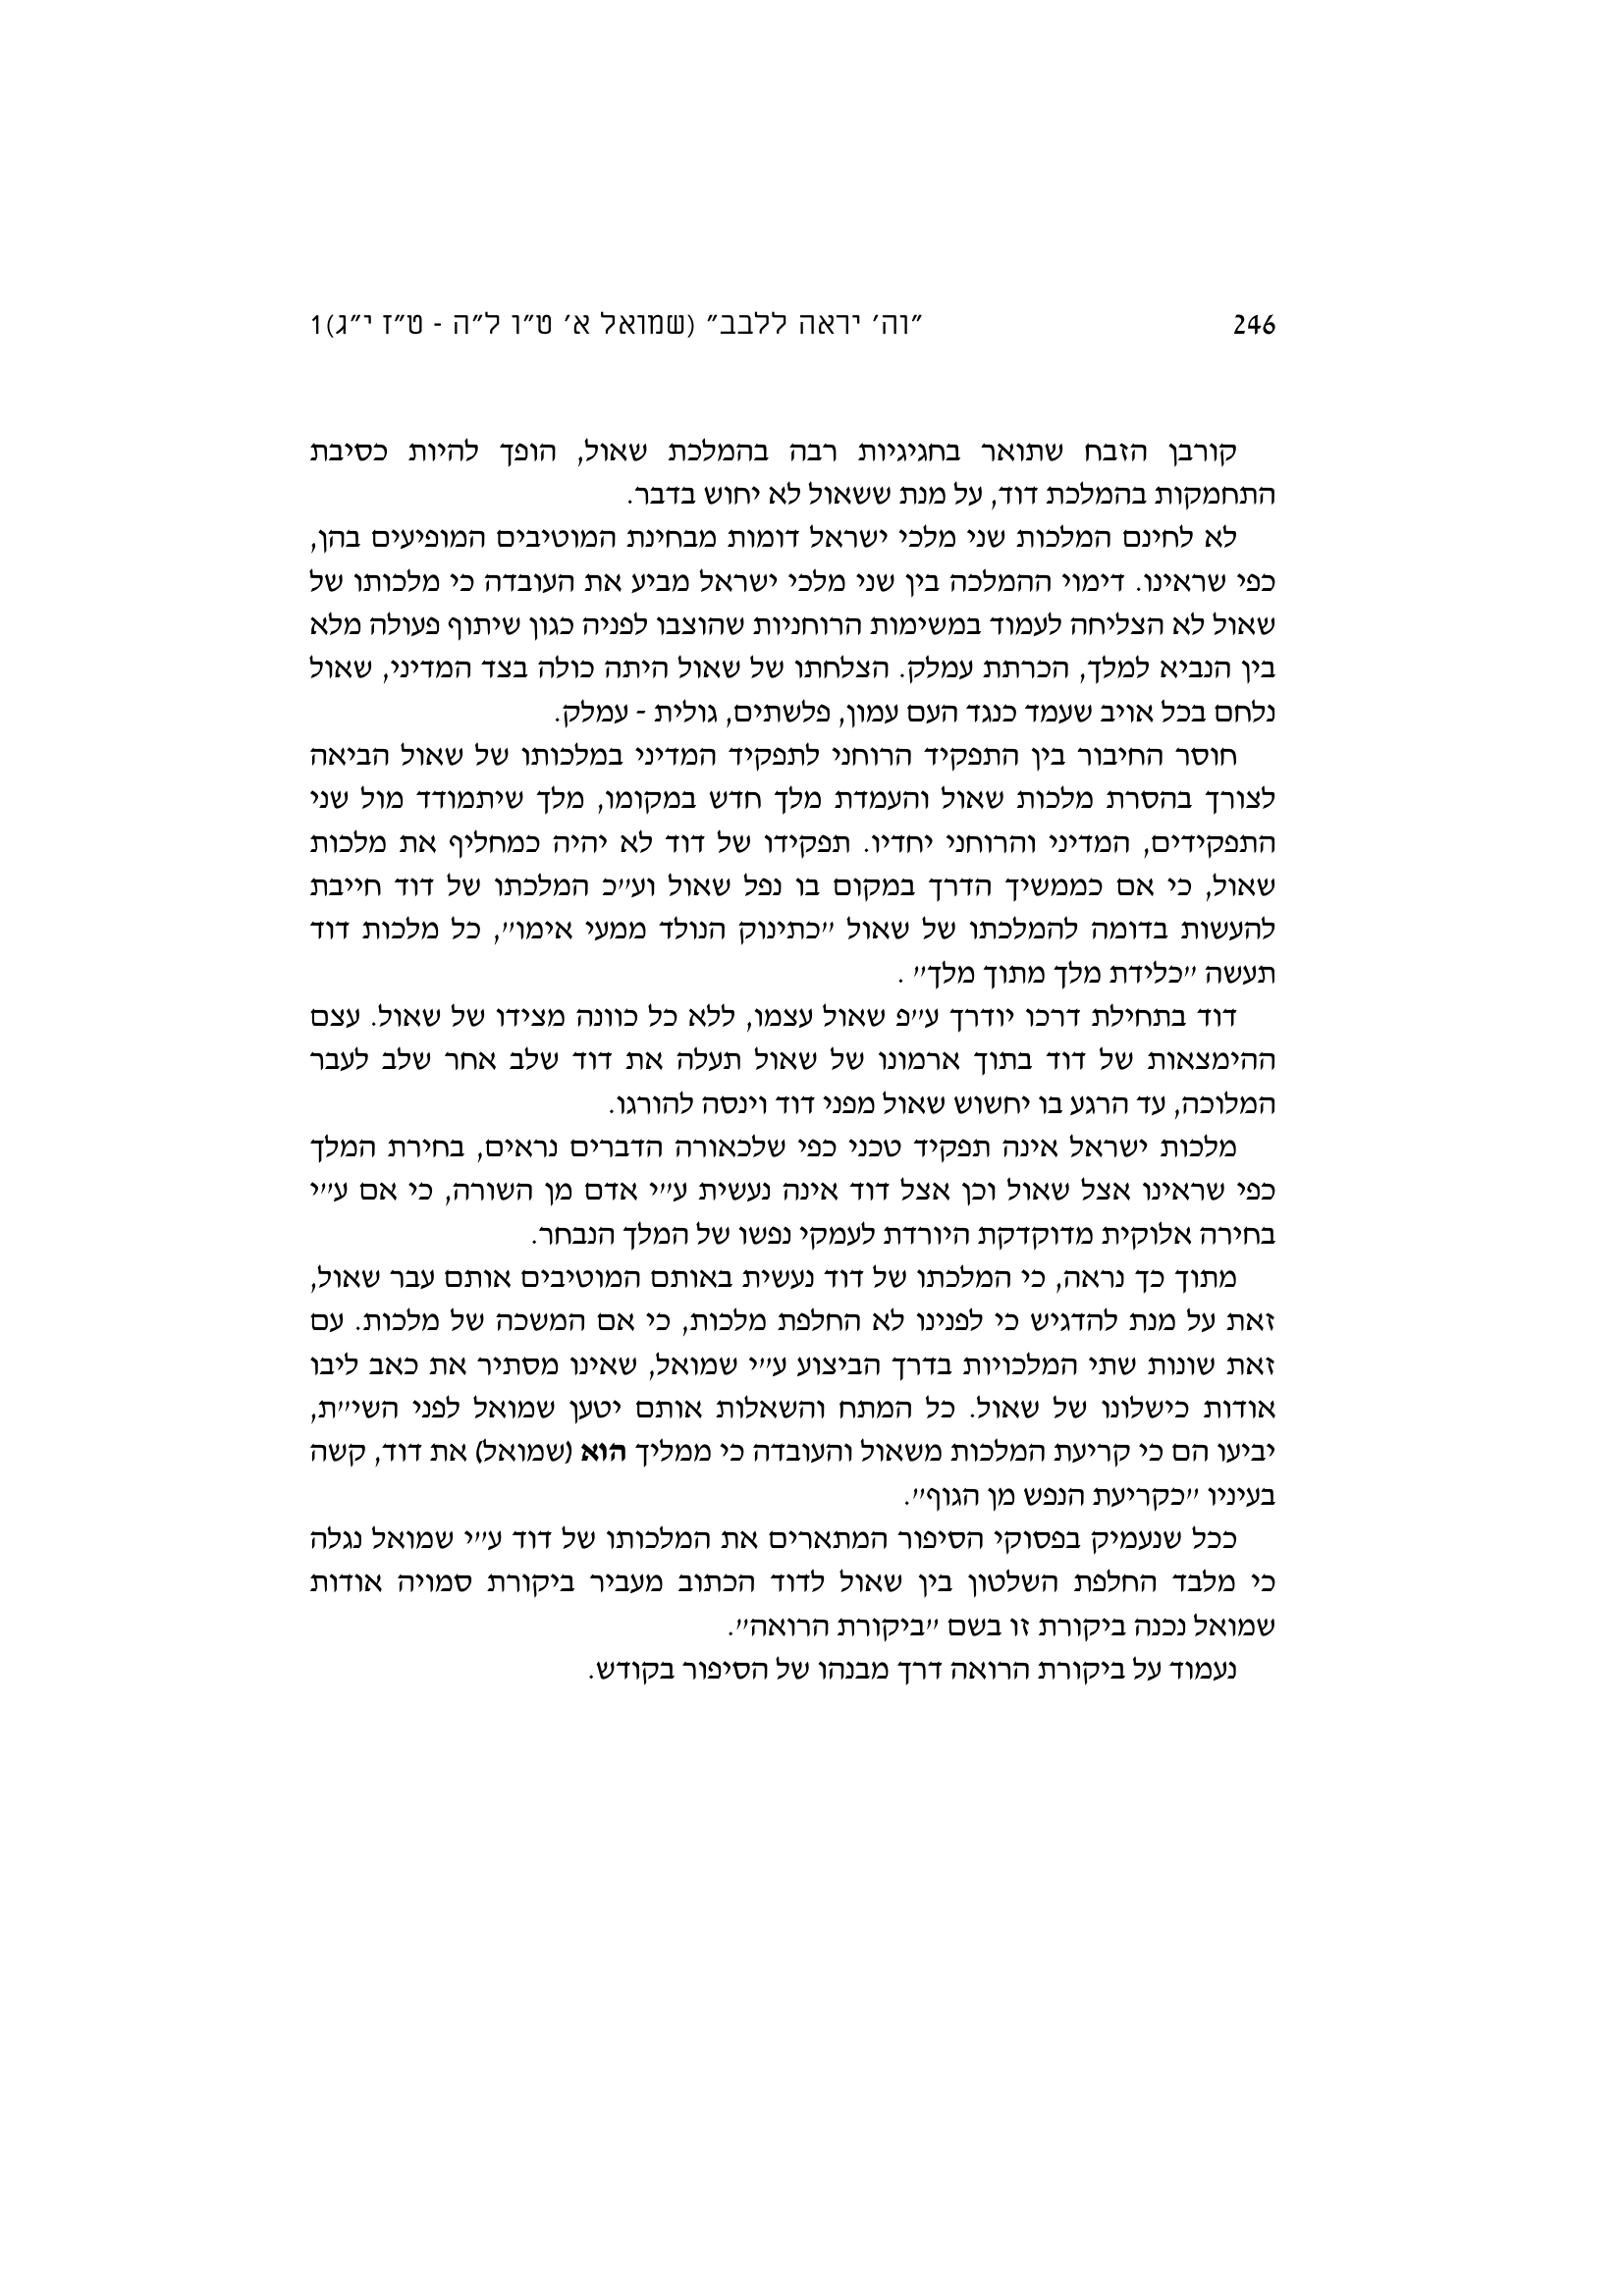 246 "וה' יראה ללבב" (שמואל א' ט"ו ל"ה - ט"ז י"ג)1
קורבן הזבח שתואר בחגיגיות רבה בהמלכת שאול, הופך להיות כסיבת
התחמקות בהמלכת דוד, על מנת ששאול לא יחוש בדבר.
לא לחינם המלכות שני מלכי ישראל דומות מבחינת המוטיבים המופיעים בהן,
כפי שראינו. דימוי ההמלכה בין שני מלכי ישראל מביע את העובדה כי מלכותו של
שאול לא הצליחה לעמוד במשימות הרוחניות שהוצבו לפניה כגון שיתוף פעולה מלא
בין הנביא למלך, הכרתת עמלק. הצלחתו של שאול היתה כולה בצד המדיני, שאול
נלחם בכל אויב שעמד כנגד העם עמון, פלשתים, גולית - עמלק.
חוסר החיבור בין התפקיד הרוחני לתפקיד המדיני במלכותו של שאול הביאה
לצורך בהסרת מלכות שאול והעמדת מלך חדש במקומו, מלך שיתמודד מול שני
התפקידים, המדיני והרוחני יחדיו. תפקידו של דוד לא יהיה כמחליף את מלכות
שאול, כי אם כממשיך הדרך במקום בו נפל שאול וע"כ המלכתו של דוד חייבת
להעשות בדומה להמלכתו של שאול "כתינוק הנולד ממעי אימו", כל מלכות דוד
תעשה "כלידת מלך מתוך מלך" .
דוד בתחילת דרכו יודרך ע"פ שאול עצמו, ללא כל כוונה מצידו של שאול. עצם
ההימצאות של דוד בתוך ארמונו של שאול תעלה את דוד שלב אחר שלב לעבר
המלוכה, עד הרגע בו יחשוש שאול מפני דוד וינסה להורגו.
מלכות ישראל אינה תפקיד טכני כפי שלכאורה הדברים נראים, בחירת המלך
כפי שראינו אצל שאול וכן אצל דוד אינה נעשית ע"י אדם מן השורה, כי אם ע"י
בחירה אלוקית מדוקדקת היורדת לעמקי נפשו של המלך הנבחר.
מתוך כך נראה, כי המלכתו של דוד נעשית באותם המוטיבים אותם עבר שאול,
זאת על מנת להדגיש כי לפנינו לא החלפת מלכות, כי אם המשכה של מלכות. עם
זאת שונות שתי המלכויות בדרך הביצוע ע"י שמואל, שאינו מסתיר את כאב ליבו
אודות כישלונו של שאול. כל המתח והשאלות אותם יטען שמואל לפני השי"ת,
יביעו הם כי קריעת המלכות משאול והעובדה כי ממליך הוא (שמואל) את דוד, קשה
בעיניו "כקריעת הנפש מן הגוף".
ככל שנעמיק בפסוקי הסיפור המתארים את המלכותו של דוד ע"י שמואל נגלה
כי מלבד החלפת השלטון בין שאול לדוד הכתוב מעביר ביקורת סמויה אודות
שמואל נכנה ביקורת זו בשם "ביקורת הרואה".
נעמוד על ביקורת הרואה דרך מבנהו של הסיפור בקודש.